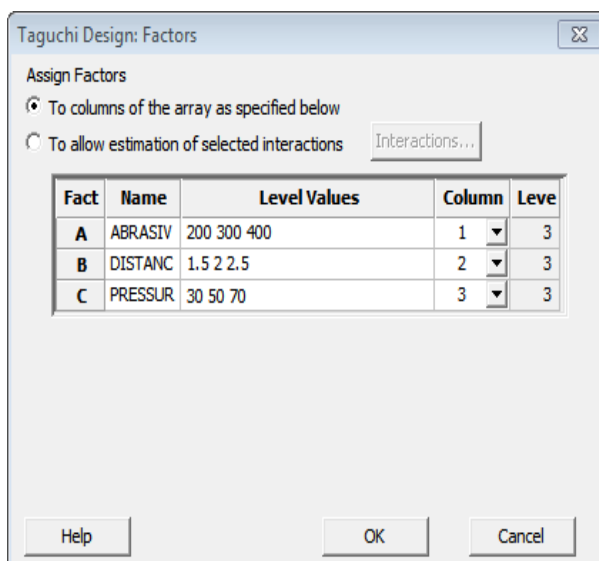 Taguchi Design: Factors
Assign Factors
To columns of the array as specified below
To allow estimation of selected interactions Interactions...
Fact Name Level Values Column Leve
A ABRASIV 200 300 400 1 3
B DISTANC 1.5 2 2.5 2 3
C PRESSUR 30 50 70 3 3
Help OK Cancel